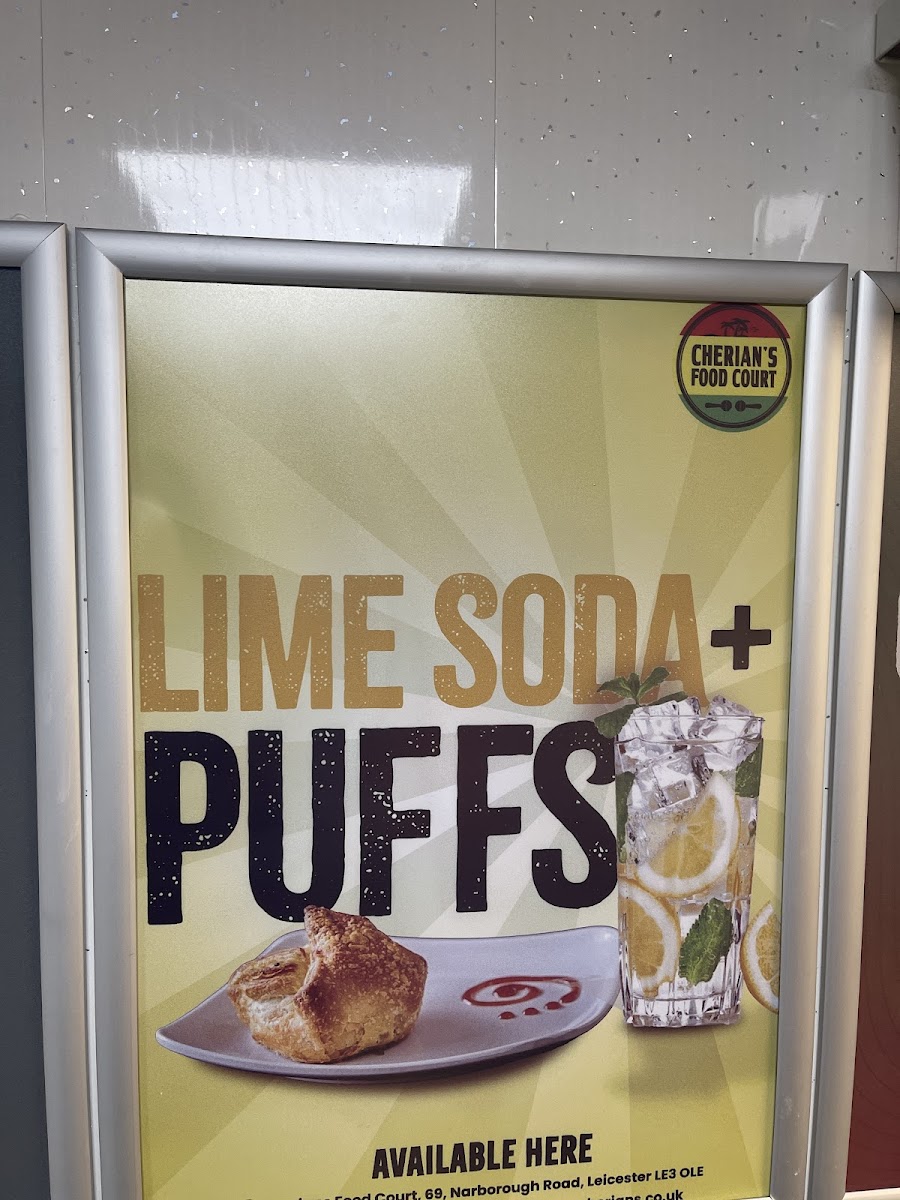 CHERIAN'S
FOOD COURT
LIME SODA+
PUFFS
AVAILABLE HERE
Food Court, 69, Narborough Road, Leicester LE3 OLE